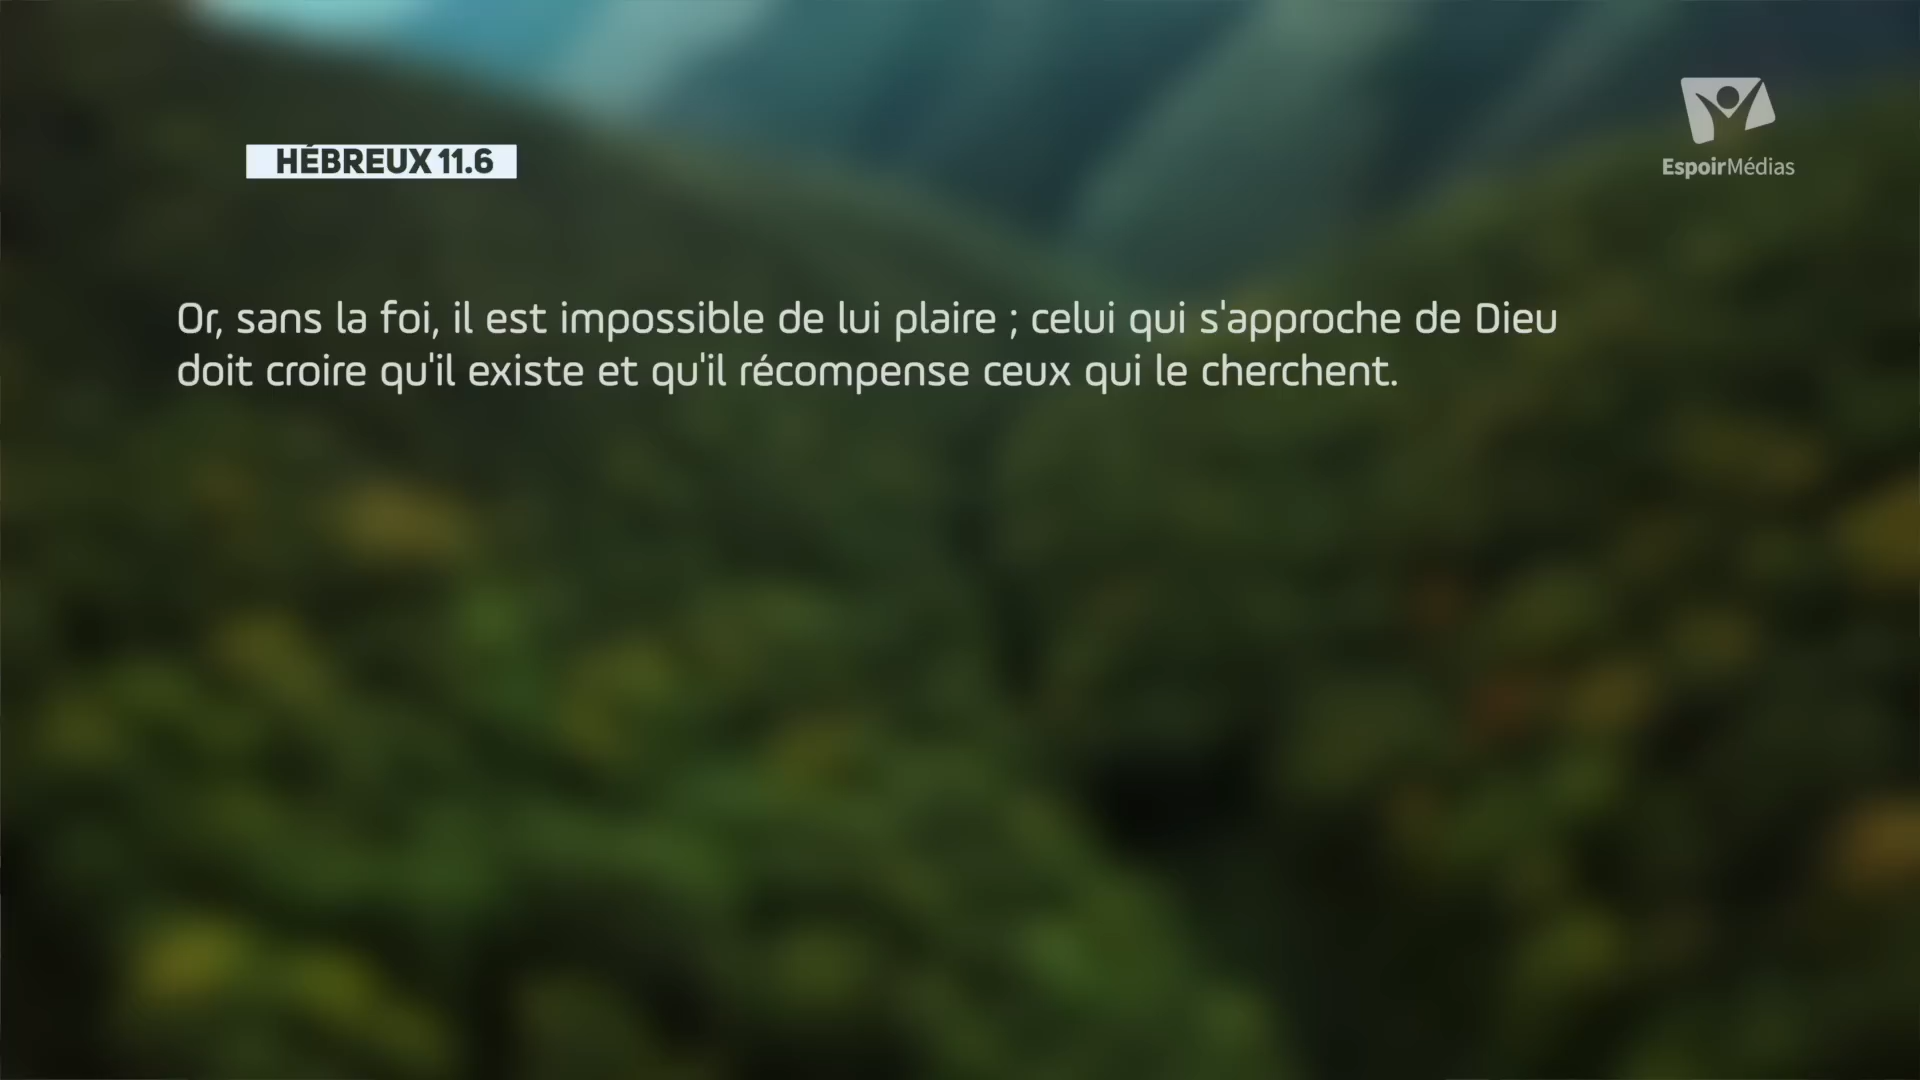 HÉBREUX 11.6
EspoirMédias
Or, sans la foi, il est impossible de lui plaire ; celui qui s'approche de Dieu
doit croire qu'il existe et qu'il récompense ceux qui le cherchent.